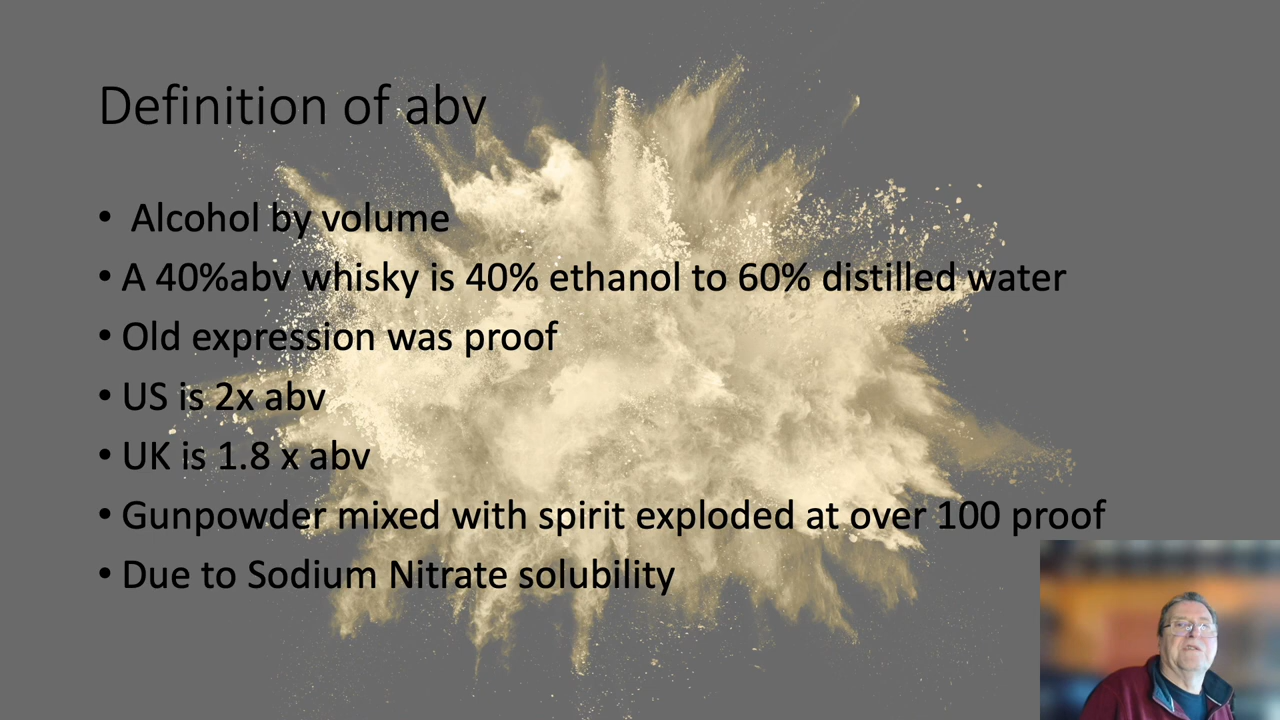 Definition of abv
• Alcohol by volume
• A 40%abv whisky is 40% ethanol to 60% distilled water
• Old expression was proof
• US is 2x abv
• UK is 1.8 x abv
• Gunpowder mixed with spirit exploded at over 100 proof
• Due to Sodium Nitrate solubility